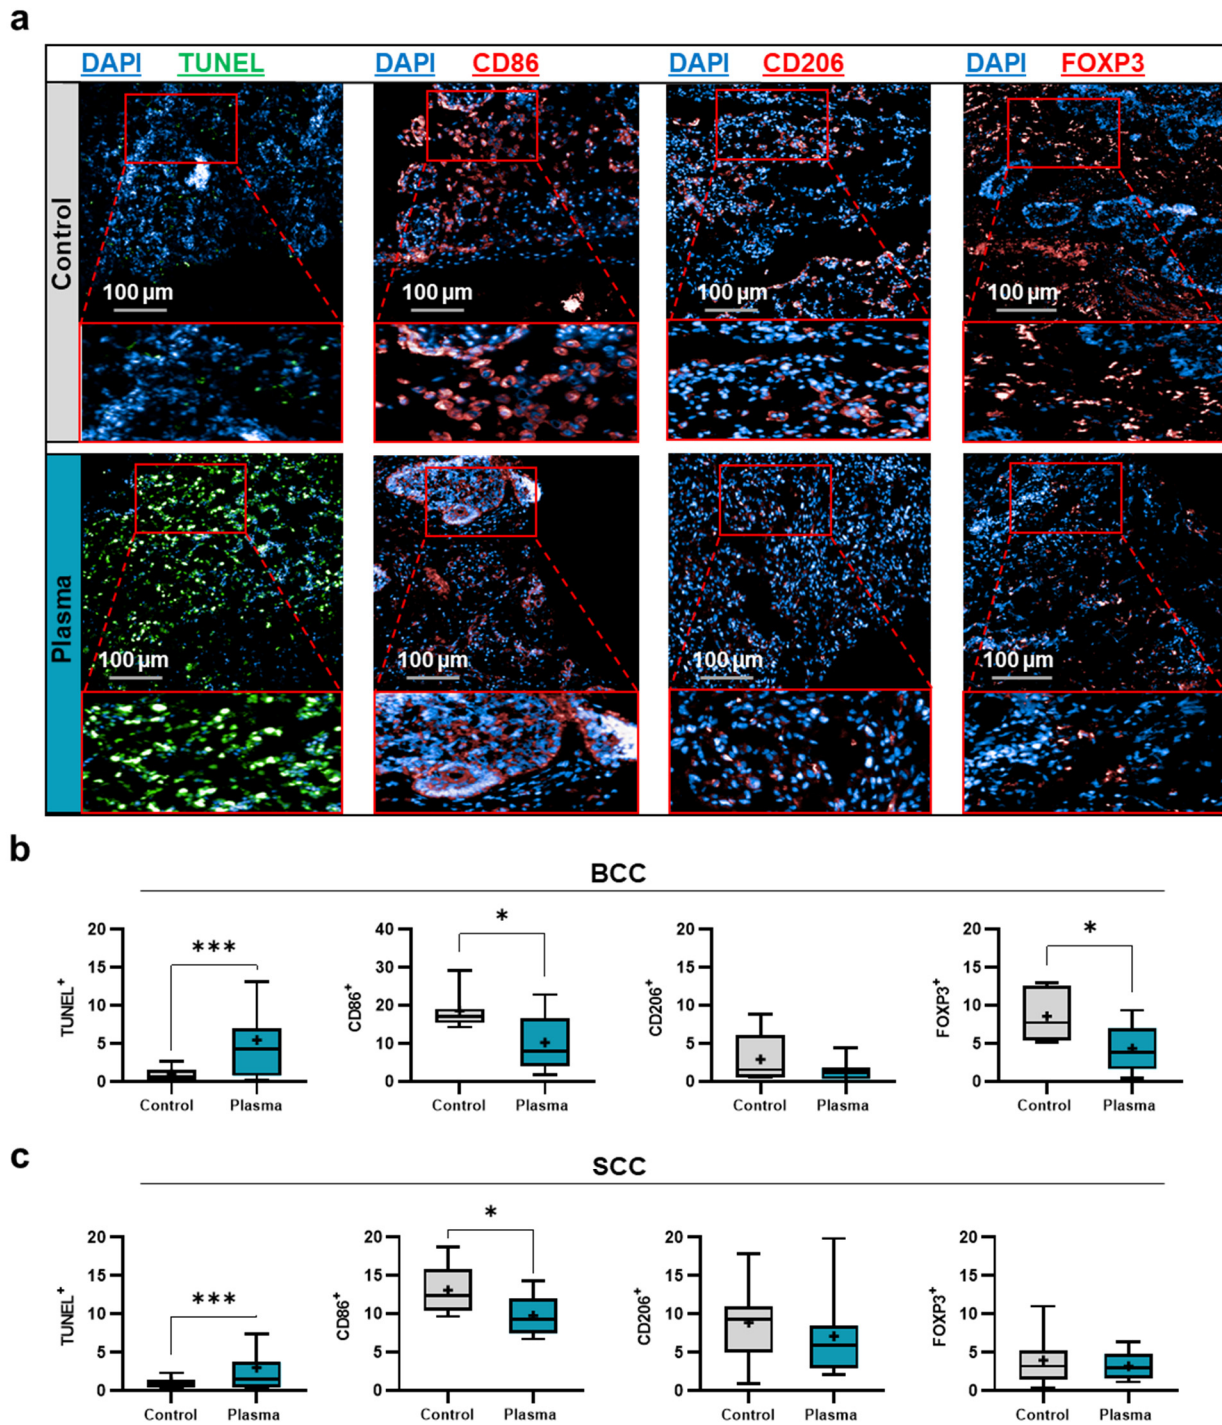 a
DAPI TUNEL DAPI CD86 DAPI CD206 DAPI FOXP3
Control
100 µm 100 µm 100 µm 100 µm
Plasma
100 µm 100 µm 100 µm 100 µm
b
BCC
TUNEL+
20
15
10
5
0
***
Control Plasma
CD86+
40
30
20
10
0
*
Control Plasma
CD206+
20
15
10
5
0
Control Plasma
FOXP3+
20
15
10
5
0
*
Control Plasma
c
SCC
TUNEL+
20
15
10
5
0
***
Control Plasma
CD86+
20
15
10
5
0
*
Control Plasma
CD206+
20
15
10
5
0
Control Plasma
FOXP3+
20
15
10
5
0
Control Plasma